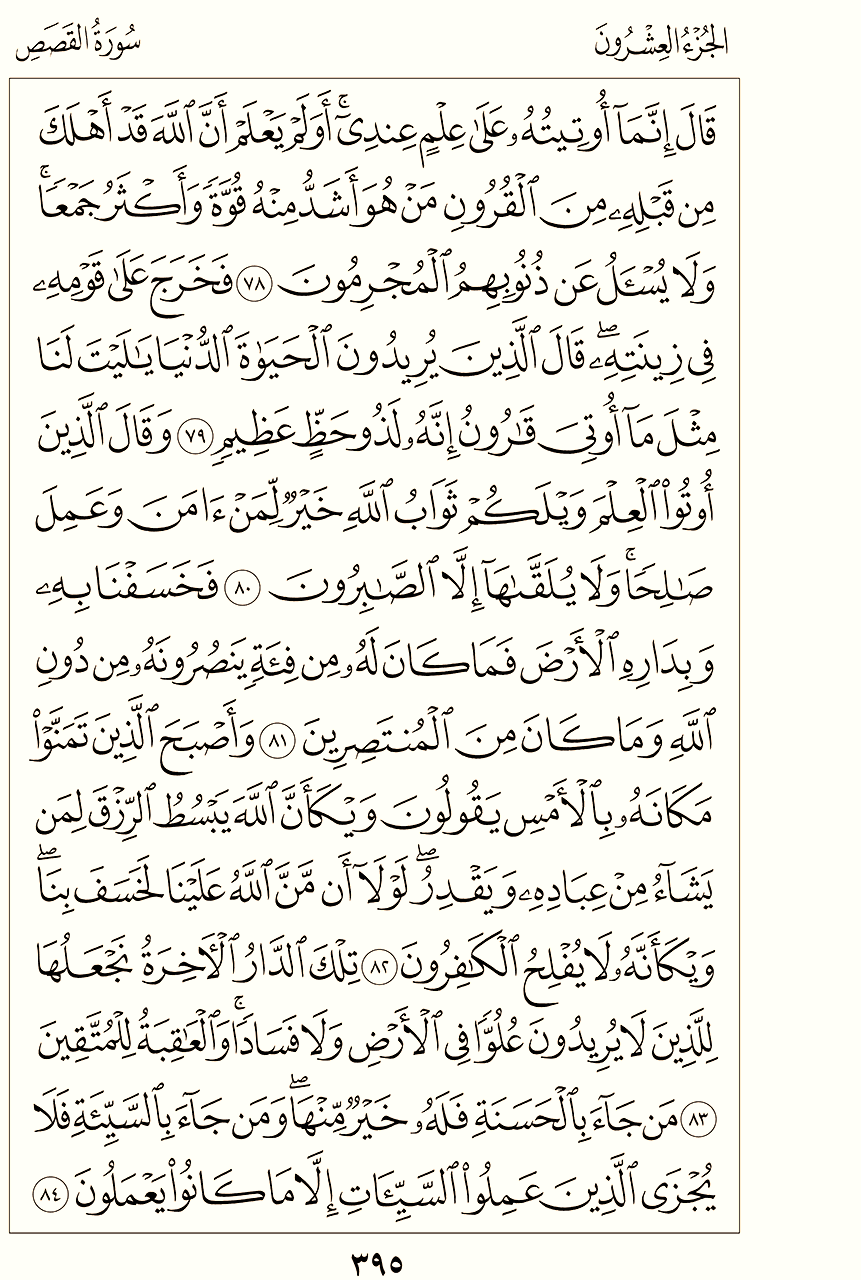 الجُزْءُ العِشْرُونَ
سُورَةُ القَصَصِ
قَالَ إِنَّمَآ أُوتِيتُهُۥ عَلَىٰ عِلْمٍ عِندِيٓۚ أَوَلَمْ يَعْلَمْ أَنَّ ٱللَّهَ قَدْ أَهْلَكَ
مِن قَبْلِهِۦ مِنَ ٱلْقُرُونِ مَنْ هُوَ أَشَدُّ مِنْهُ قُوَّةً وَأَكْثَرُ جَمْعًاۚ
وَلَا يُسْـَٔلُ عَن ذُنُوبِهِمُ ٱلْمُجْرِمُونَ ٧٨ فَخَرَجَ عَلَىٰ قَوْمِهِۦ
فِي زِينَتِهِۦۖ قَالَ ٱلَّذِينَ يُرِيدُونَ ٱلْحَيَوٰةَ ٱلدُّنْيَا يَـٰلَيْتَ لَنَا
مِثْلَ مَآ أُوتِيَ قَـٰرُونُ إِنَّهُۥ لَذُو حَظٍّ عَظِيمٍ ٧٩ وَقَالَ ٱلَّذِينَ
أُوتُوا۟ ٱلْعِلْمَ وَيْلَكُمْ ثَوَابُ ٱللَّهِ خَيْرٌ لِّمَنْ ءَامَنَ وَعَمِلَ
صَـٰلِحًاۚ وَلَا يُلَقَّىٰهَآ إِلَّا ٱلصَّـٰبِرُونَ ٨٠ فَخَسَفْنَا بِهِۦ
وَبِدَارِهِ ٱلْأَرْضَ فَمَا كَانَ لَهُۥ مِن فِئَةٍ يَنصُرُونَهُۥ مِن دُونِ
ٱللَّهِ وَمَا كَانَ مِنَ ٱلْمُنتَصِرِينَ ٨١ وَأَصْبَحَ ٱلَّذِينَ تَمَنَّوْا۟
مَكَانَهُۥ بِٱلْأَمْسِ يَقُولُونَ وَيْكَأَنَّ ٱللَّهَ يَبْسُطُ ٱلرِّزْقَ لِمَن
يَشَآءُ مِنْ عِبَادِهِۦ وَيَقْدِرُۖ لَوْلَآ أَن مَّنَّ ٱللَّهُ عَلَيْنَا لَخَسَفَ بِنَاۖ
وَيْكَأَنَّهُۥ لَا يُفْلِحُ ٱلْكَـٰفِرُونَ ٨٢ تِلْكَ ٱلدَّارُ ٱلْـَٔاخِرَةُ نَجْعَلُهَا
لِلَّذِينَ لَا يُرِيدُونَ عُلُوًّا فِي ٱلْأَرْضِ وَلَا فَسَادًاۚ وَٱلْعَـٰقِبَةُ لِلْمُتَّقِينَ
٨٣ مَن جَآءَ بِٱلْحَسَنَةِ فَلَهُۥ خَيْرٌ مِّنْهَاۖ وَمَن جَآءَ بِٱلسَّيِّئَةِ فَلَا
يُجْزَى ٱلَّذِينَ عَمِلُوا۟ ٱلسَّيِّـَٔاتِ إِلَّا مَا كَانُوا۟ يَعْمَلُونَ ٨٤
٣٩٥